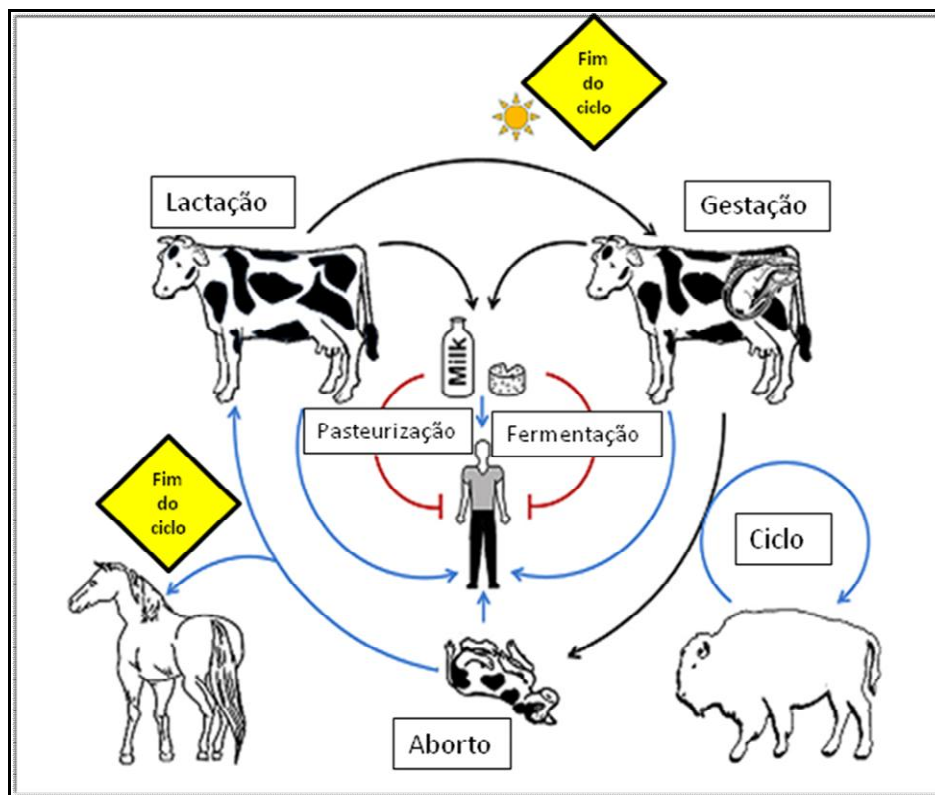 Fim
do
ciclo
Lactação
Gestação
Milk
Pasteurização
Fermentação
Fim
do
ciclo
Ciclo
Aborto